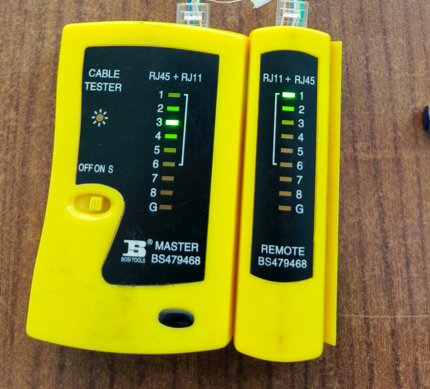 CABLE
TESTER
RJ45 + RJ11
1
2
3
4
5
6
7
8
G
OFF ON S
B®
BOSI TOOLS
MASTER
BS479468
RJ11 + RJ45
1
2
3
4
5
6
7
8
G
REMOTE
BS479468